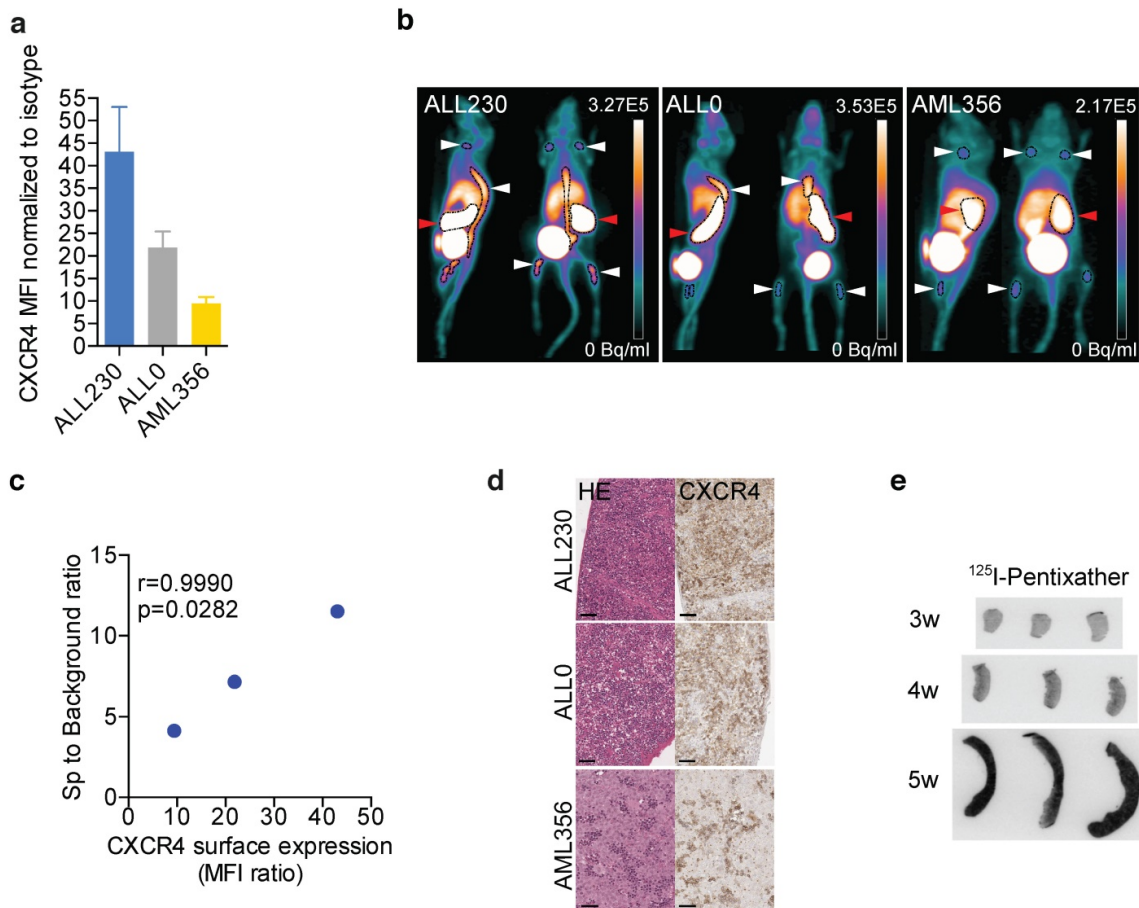 a
CXCR4 MFI normalized to isotype
55
50
45
40
35
30
25
20
15
10
5
0
ALL230
ALL0
AML356
b
ALL230
3.27E5
0 Bq/ml
ALL0
3.53E5
0 Bq/ml
AML356
2.17E5
0 Bq/ml
c
Sp to Background ratio
15
10
5
0
r=0.9990
p=0.0282
0 10 20 30 40 50
CXCR4 surface expression
(MFI ratio)
d
HE
CXCR4
ALL230
ALL0
AML356
e
¹²⁵I-Pentixather
3w
4w
5w